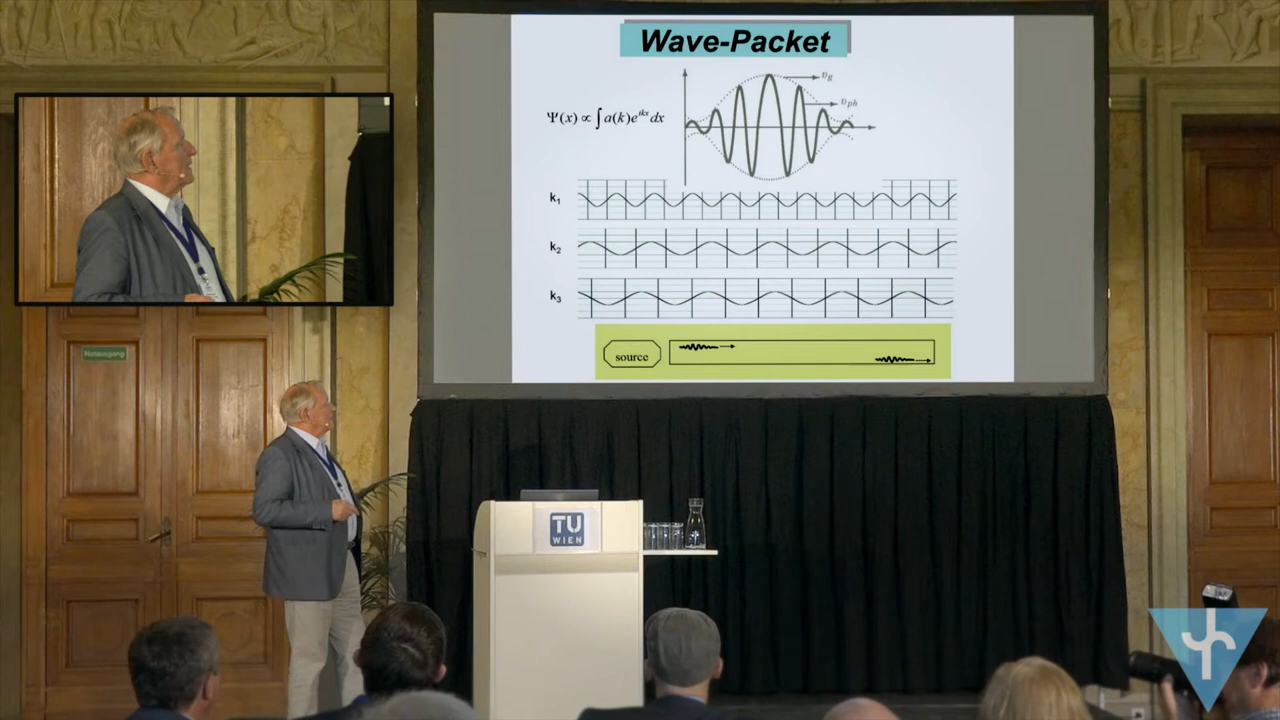 Wave-Packet
Ψ(x) ∝ ∫ a(k)e^{ikx} dx
v_g
v_ph
k₁
k₂
k₃
source
Notausgang
TU
WIEN